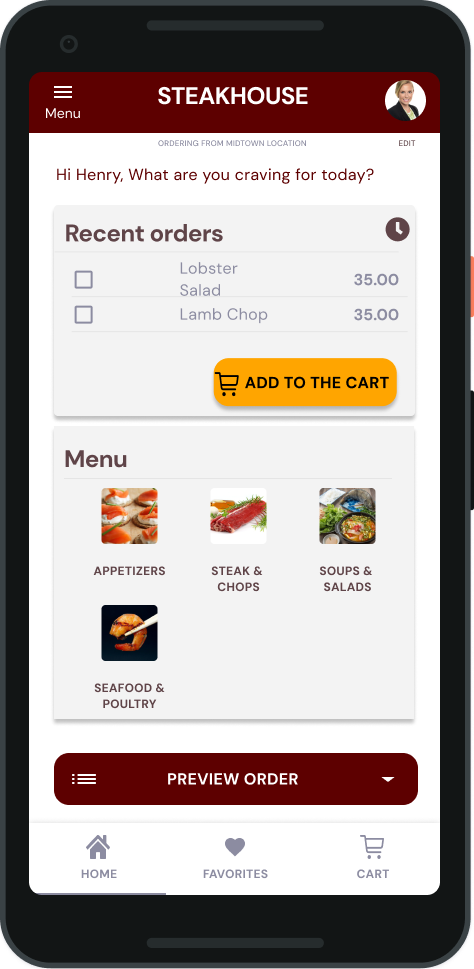 STEAKHOUSE
Menu
ORDERING FROM MIDTOWN LOCATION
EDIT
Hi Henry, What are you craving for today?
Recent orders
Lobster
Salad
35.00
Lamb Chop
35.00
ADD TO THE CART
Menu
APPETIZERS
STEAK &
CHOPS
SOUPS &
SALADS
SEAFOOD &
POULTRY
PREVIEW ORDER
HOME
FAVORITES
CART